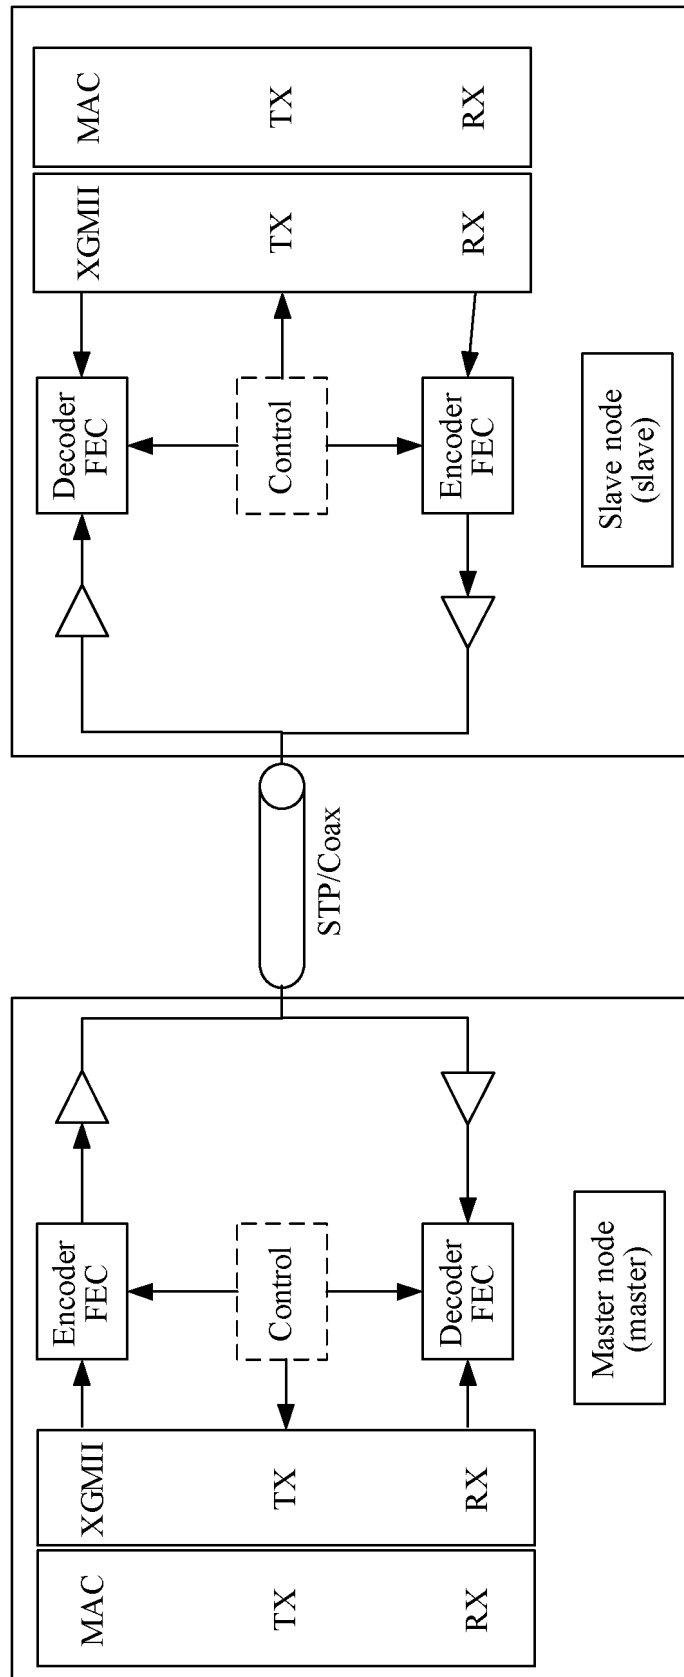 MAC
XGMII
TX
TX
RX
RX
Encoder
FEC
Control
Decoder
FEC
Master node
(master)
STP/Coax
Decoder
FEC
Control
Encoder
FEC
Slave node
(slave)
XGMII
MAC
TX
TX
RX
RX